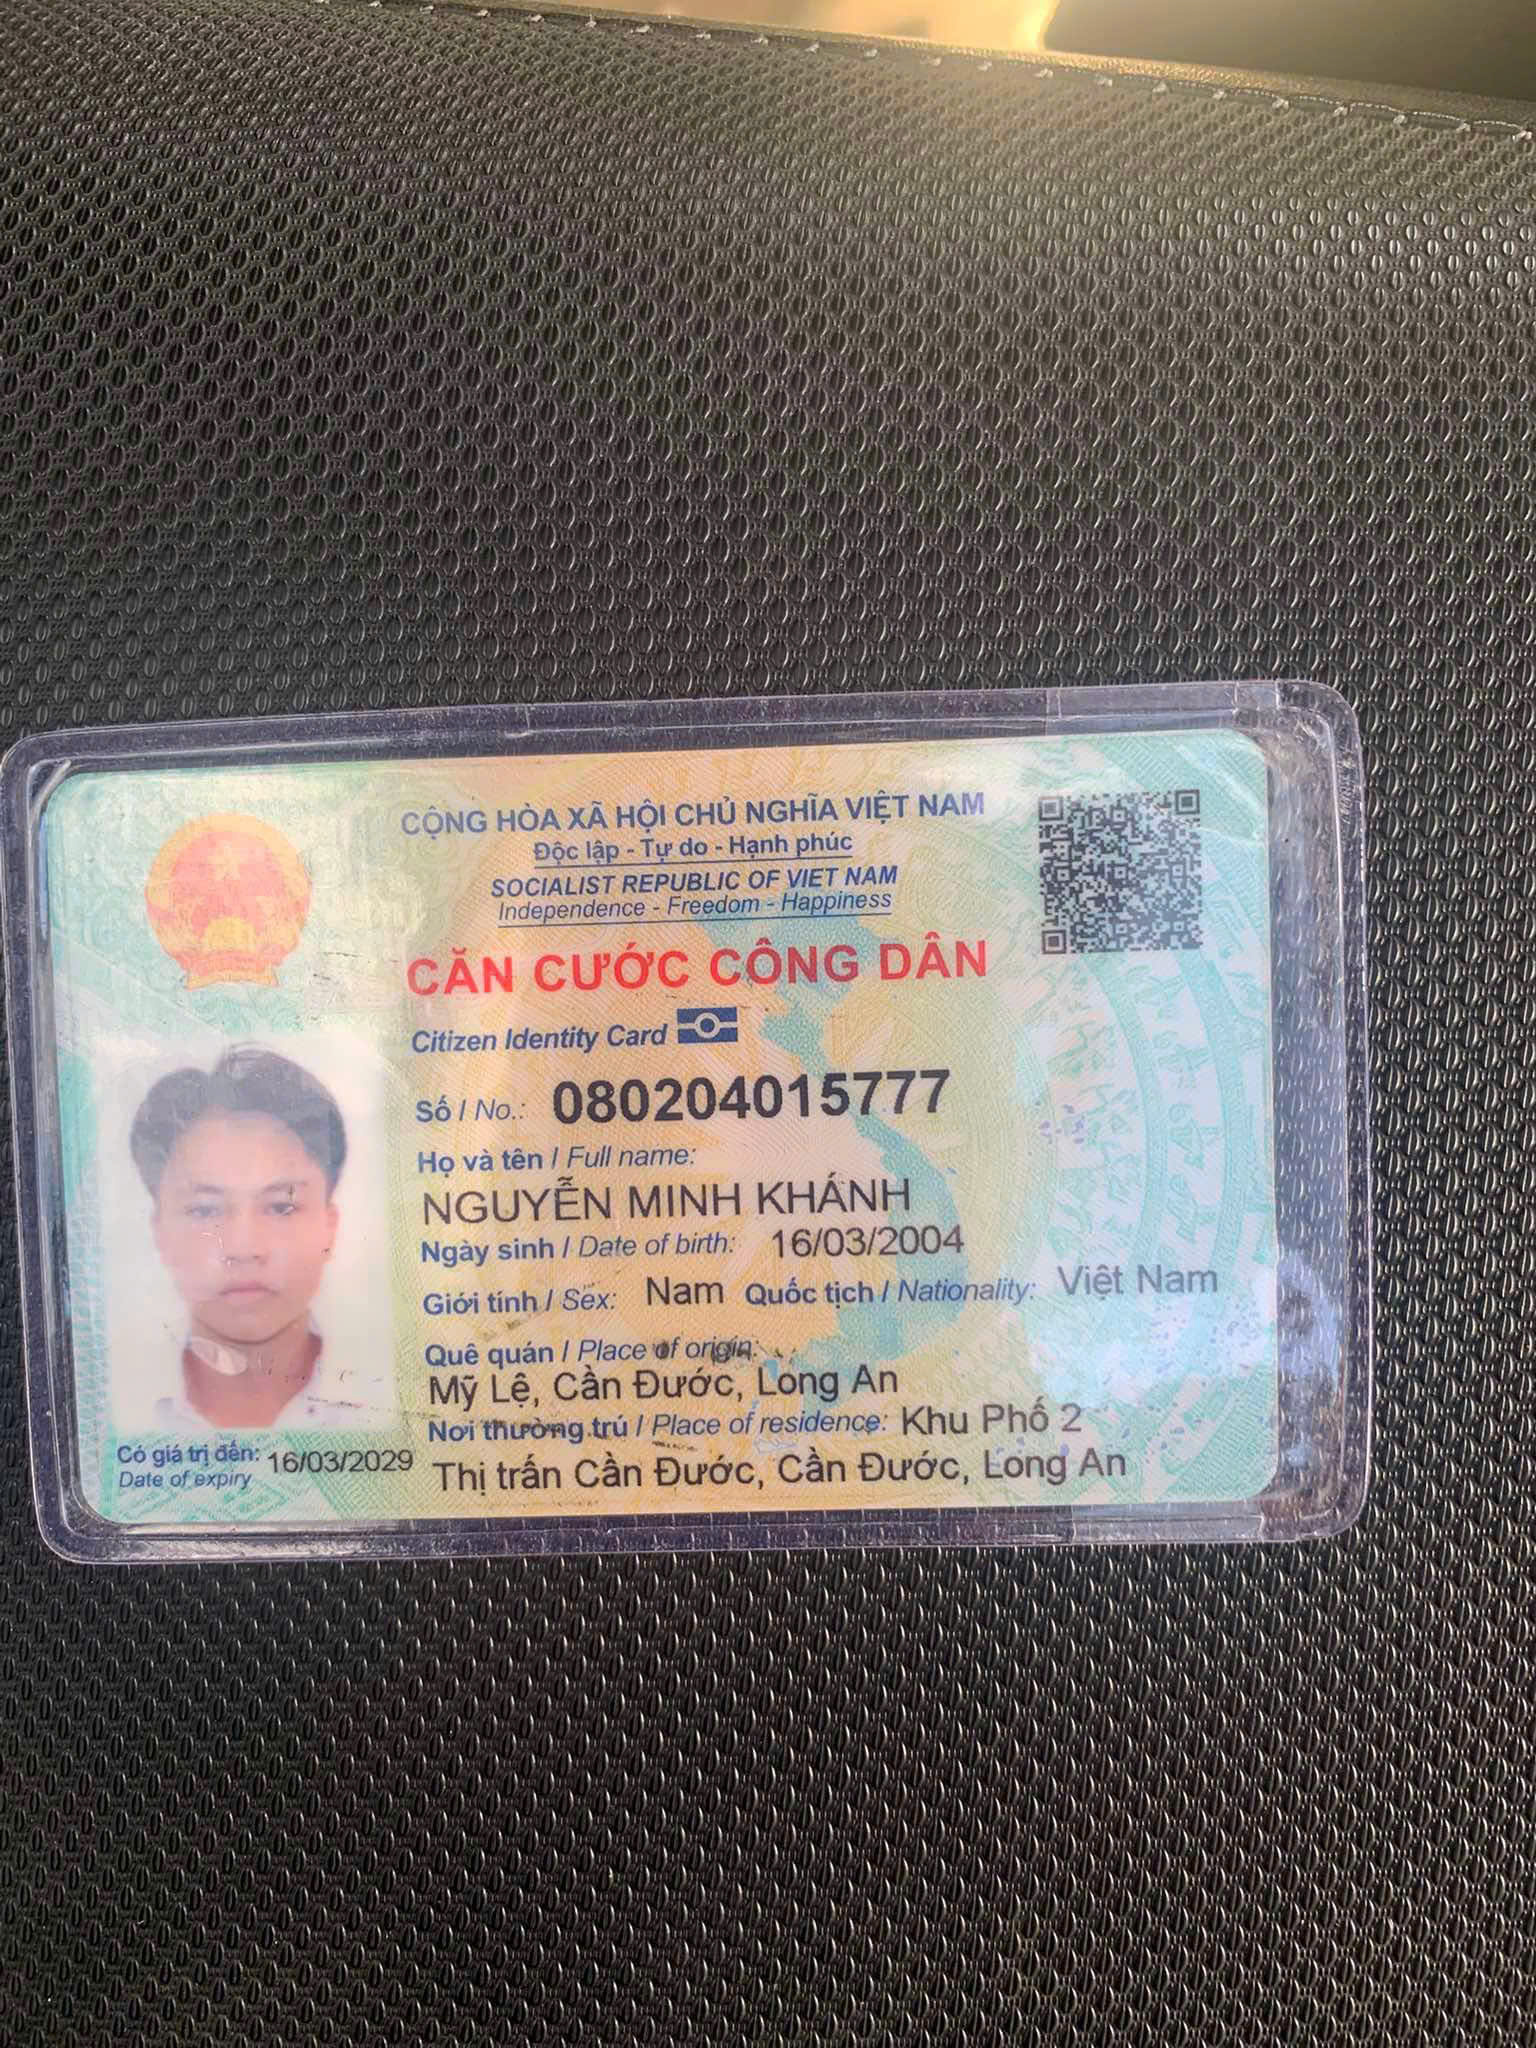 CỘNG HÒA XÃ HỘI CHỦ NGHĨA VIỆT NAM
Độc lập - Tự do - Hạnh phúc
SOCIALIST REPUBLIC OF VIET NAM
Independence - Freedom - Happiness
CĂN CƯỚC CÔNG DÂN
Citizen Identity Card
Số / No.: 080204015777
Họ và tên / Full name:
NGUYỄN MINH KHÁNH
Ngày sinh / Date of birth: 16/03/2004
Giới tính / Sex: Nam Quốc tịch / Nationality: Việt Nam
Quê quán / Place of origin:
Mỹ Lệ, Cần Đước, Long An
Nơi thường trú / Place of residence: Khu Phố 2
Thị trấn Cần Đước, Cần Đước, Long An
Có giá trị đến: 16/03/2029
Date of expiry